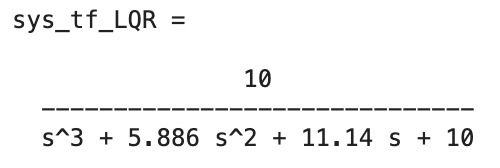 sys_tf_LQR =
10
------------------------------
s^3 + 5.886 s^2 + 11.14 s + 10